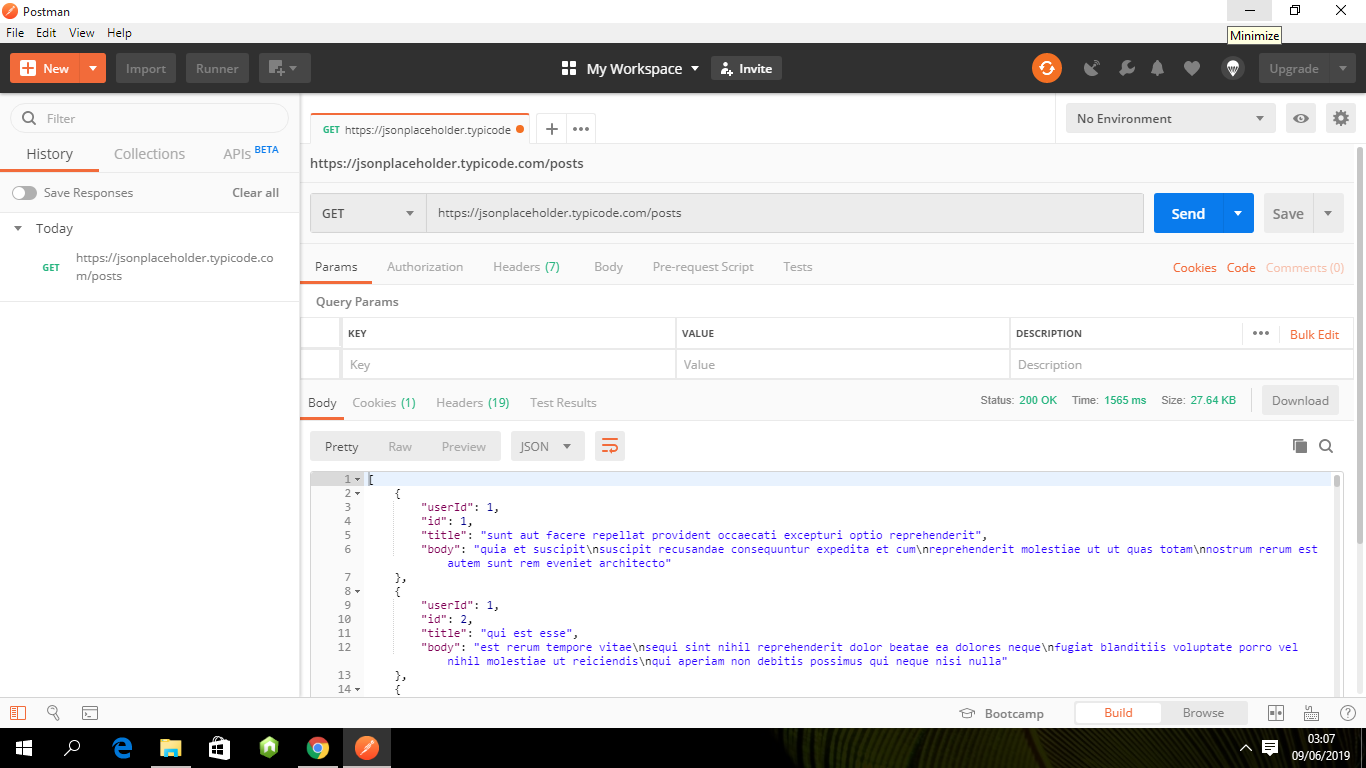 Postman
Minimize
File Edit View Help
New Import Runner My Workspace Invite Upgrade
Filter
History Collections APIs BETA
Save Responses Clear all
Today
GET https://jsonplaceholder.typicode.co
m/posts
GET https://jsonplaceholder.typicode
No Environment
https://jsonplaceholder.typicode.com/posts
GET https://jsonplaceholder.typicode.com/posts Send Save
Params Authorization Headers (7) Body Pre-request Script Tests Cookies Code Comments (0)
Query Params
KEY VALUE DESCRIPTION Bulk Edit
Key Value Description
Body Cookies (1) Headers (19) Test Results Status: 200 OK Time: 1565 ms Size: 27.64 KB Download
Pretty Raw Preview JSON
1 [
2 {
3 "userId": 1,
4 "id": 1,
5 "title": "sunt aut facere repellat provident occaecati excepturi optio reprehenderit",
6 "body": "quia et suscipit\nsuscipit recusandae consequuntur expedita et cum\nreprehenderit molestiae ut ut quas totam\nnostrum rerum est
autem sunt rem eveniet architecto"
7 },
8 {
9 "userId": 1,
10 "id": 2,
11 "title": "qui est esse",
12 "body": "est rerum tempore vitae\nsequi sint nihil reprehenderit dolor beatae ea dolores neque\nfugiat blanditiis voluptate porro vel
nihil molestiae ut reiciendis\nqui aperiam non debitis possimus qui neque nisi nulla"
13 },
14 {
Bootcamp Build Browse
03:07
09/06/2019